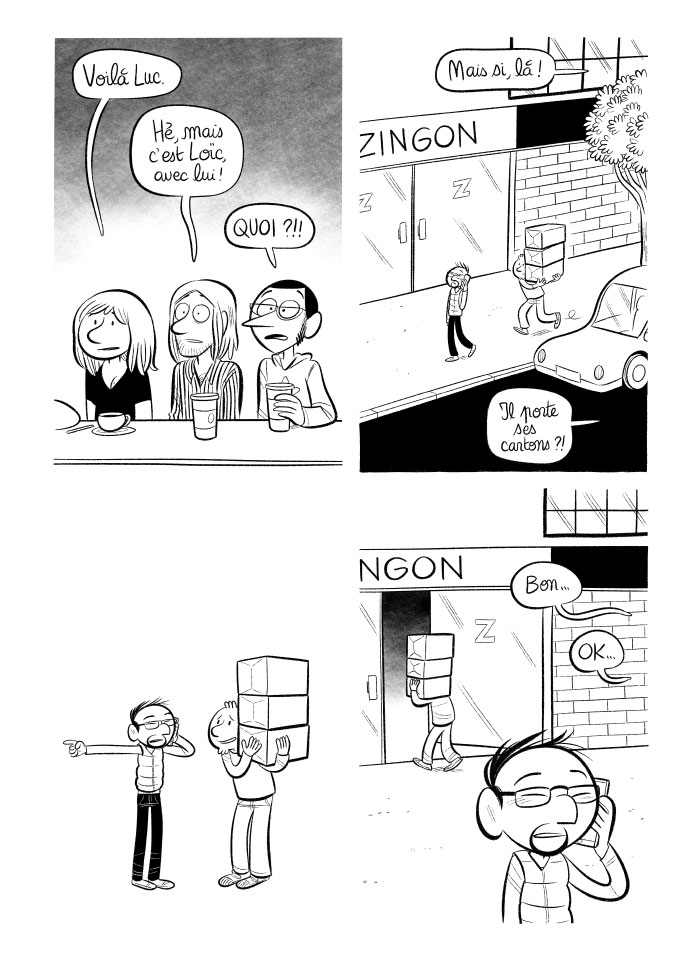 Voilà Luc.
Hé, mais
c'est Loïc,
avec lui !
QUOI ?!!
Mais si, là !
ZINGON
Z
Z
Il porte
ses
cartons ?!
NGON
Bon...
Z
OK...